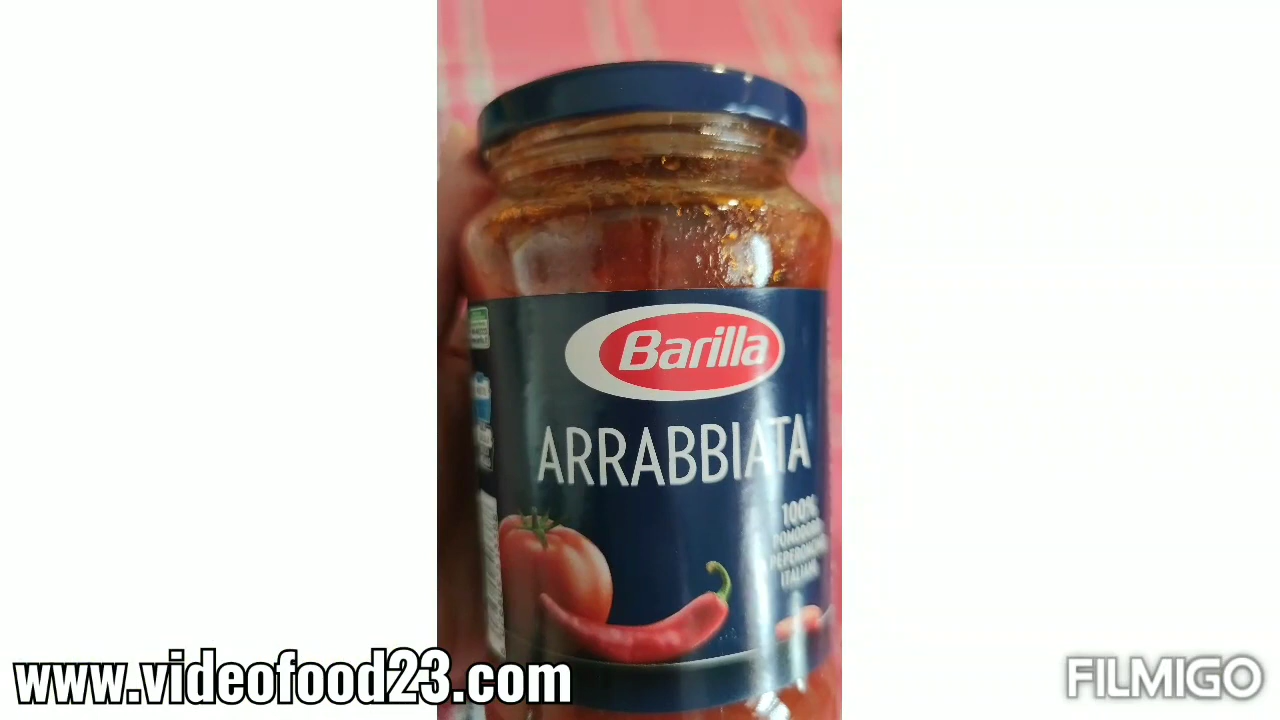 Barilla
ARRABBIATA
100%
POMODORO
PEPERONCINO
ITALIANI
www.videofood23.com
FILMIGO